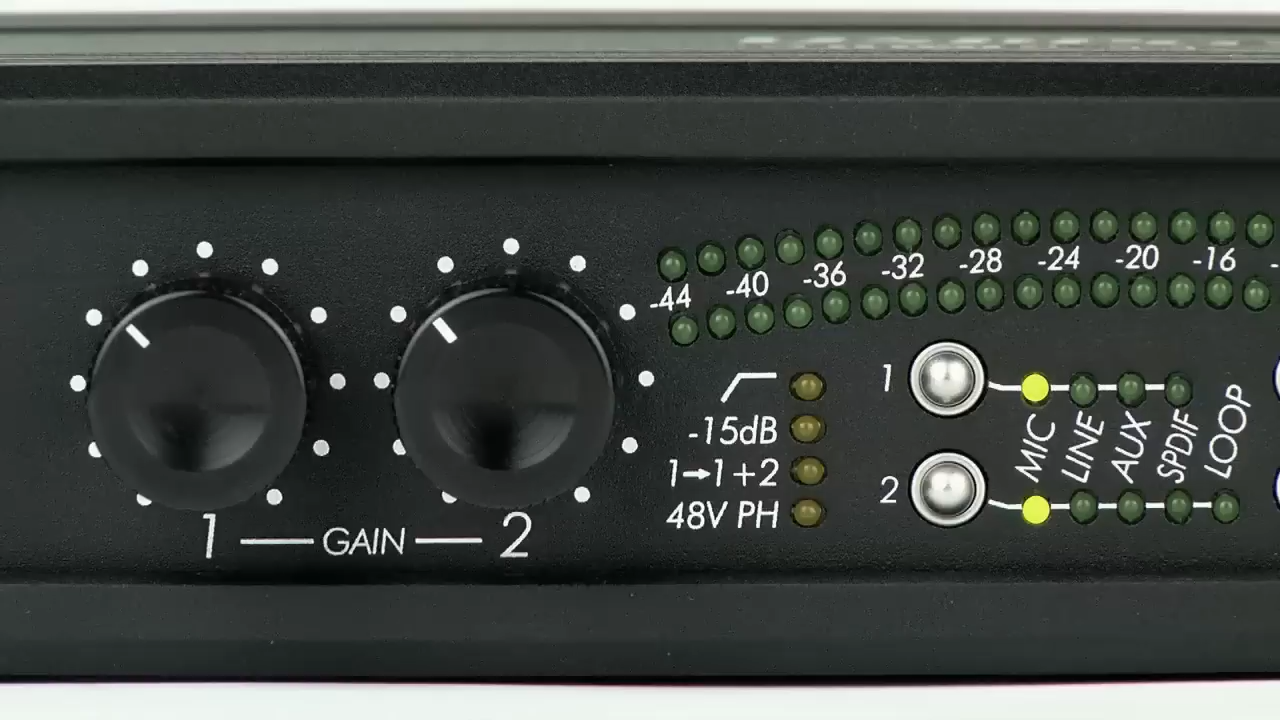 -44 -40 -36 -32 -28 -24 -20 -16
-15dB
1→1+2
48V PH
1
2
MIC LINE AUX SPDIF LOOP
1 GAIN 2